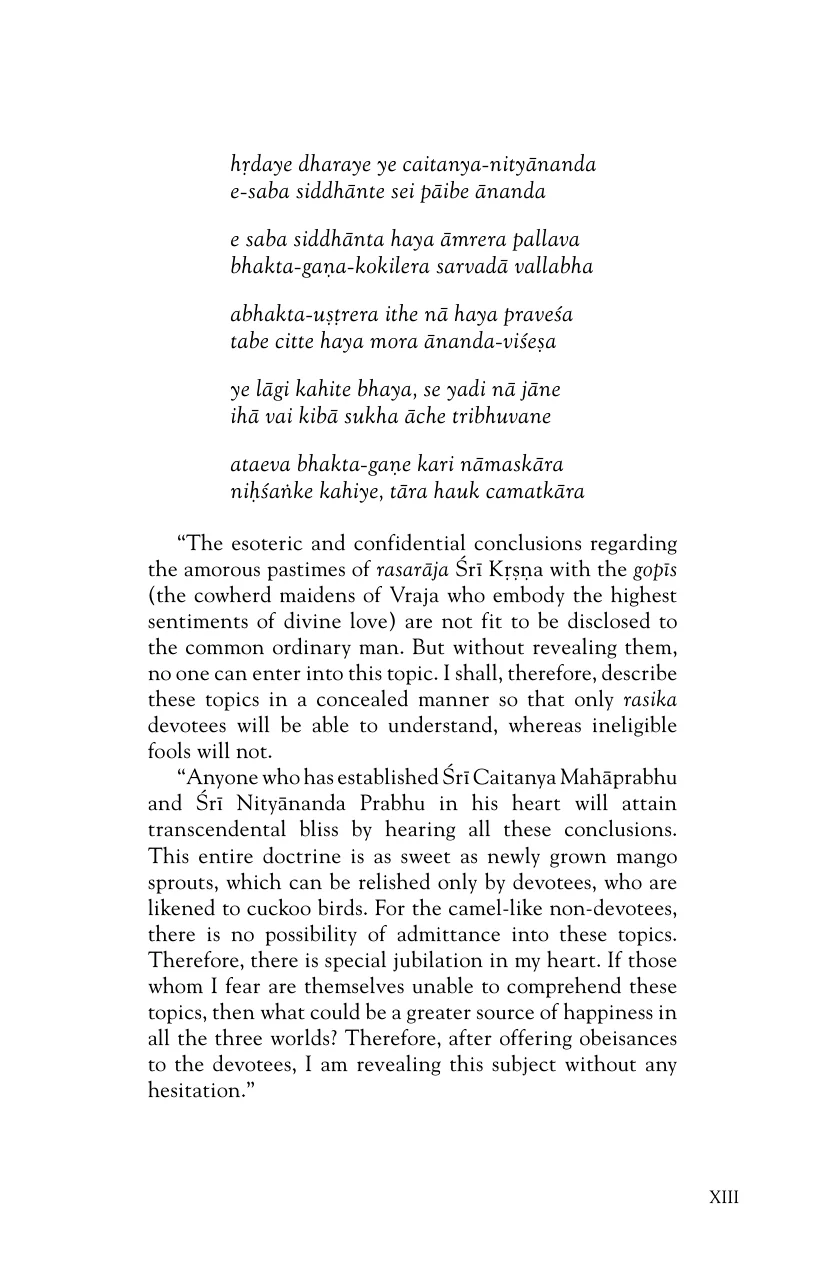 hṛdaye dharaye ye caitanya-nityānanda
e-saba siddhānte sei pāibe ānanda
e saba siddhānta haya āmrera pallava
bhakta-gaṇa-kokilera sarvadā vallabha
abhakta-uṣṭrera ithe nā haya praveśa
tabe citte haya mora ānanda-viśeṣa
ye lāgi kahite bhaya, se yadi nā jāne
ihā vai kibā sukha āche tribhuvane
ataeva bhakta-gaṇe kari nāmaskāra
niḥśaṅke kahiye, tāra hauk camatkāra
“The esoteric and confidential conclusions regarding
the amorous pastimes of rasarāja Śrī Kṛṣṇa with the gopīs
(the cowherd maidens of Vraja who embody the highest
sentiments of divine love) are not fit to be disclosed to
the common ordinary man. But without revealing them,
no one can enter into this topic. I shall, therefore, describe
these topics in a concealed manner so that only rasika
devotees will be able to understand, whereas ineligible
fools will not.
“Anyone who has established Śrī Caitanya Mahāprabhu
and Śrī Nityānanda Prabhu in his heart will attain
transcendental bliss by hearing all these conclusions.
This entire doctrine is as sweet as newly grown mango
sprouts, which can be relished only by devotees, who are
likened to cuckoo birds. For the camel-like non-devotees,
there is no possibility of admittance into these topics.
Therefore, there is special jubilation in my heart. If those
whom I fear are themselves unable to comprehend these
topics, then what could be a greater source of happiness in
all the three worlds? Therefore, after offering obeisances
to the devotees, I am revealing this subject without any
hesitation.”
XIII